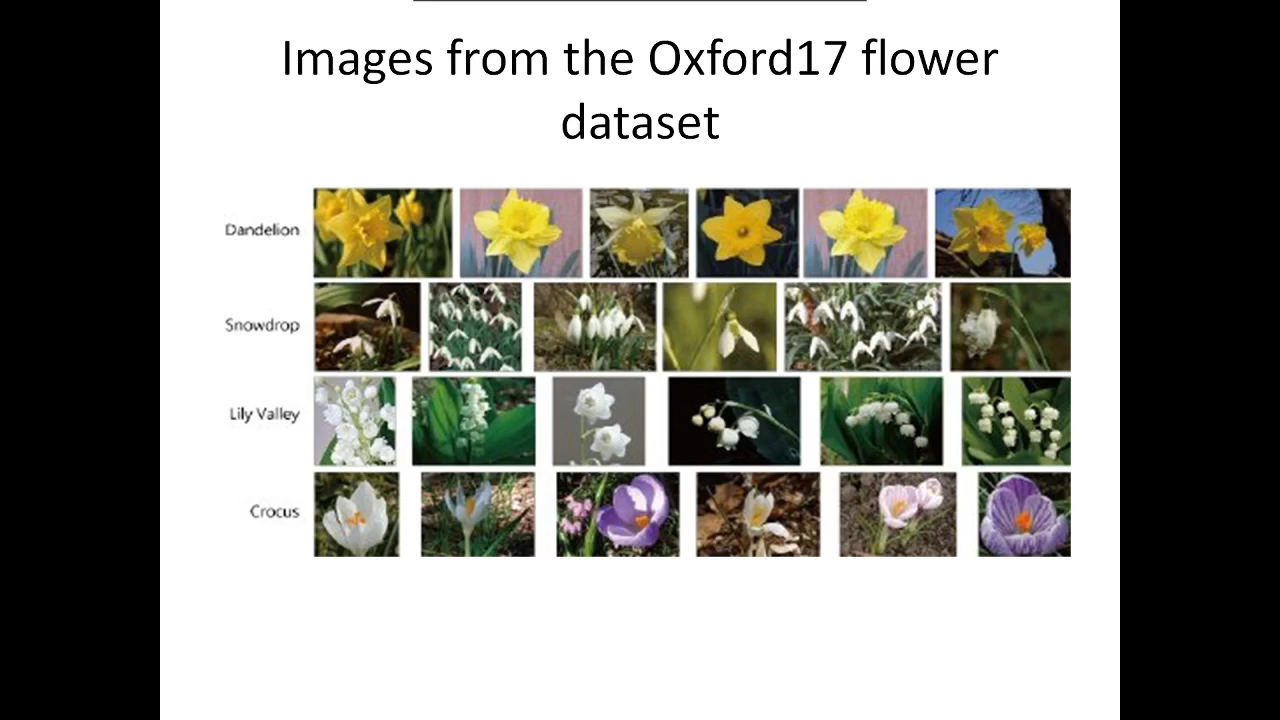 Images from the Oxford17 flower
dataset
Dandelion
Snowdrop
Lily Valley
Crocus